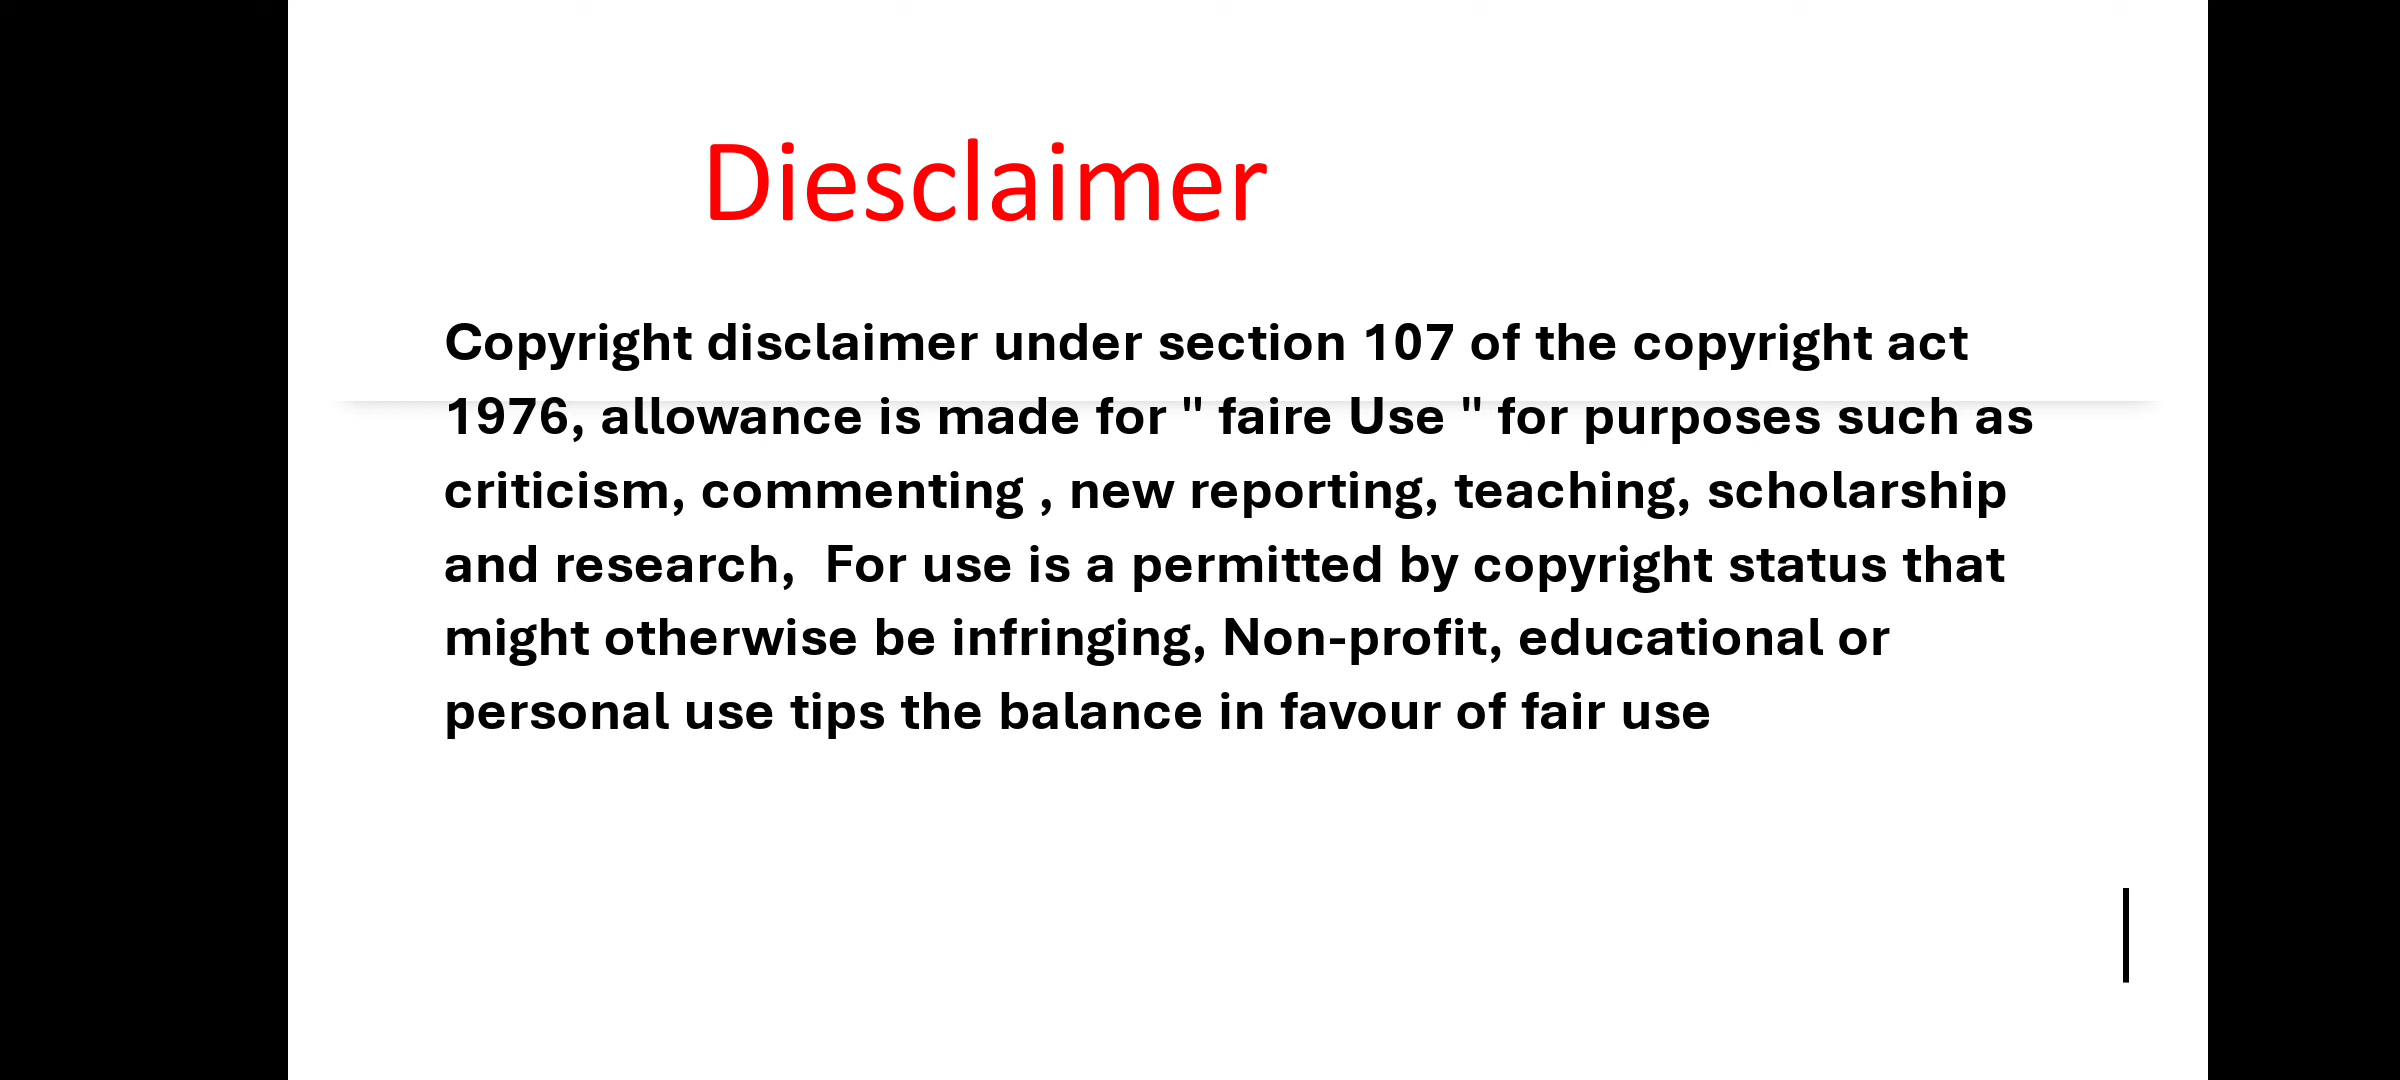 Diesclaimer
Copyright disclaimer under section 107 of the copyright act
1976, allowance is made for " faire Use " for purposes such as
criticism, commenting , new reporting, teaching, scholarship
and research,  For use is a permitted by copyright status that
might otherwise be infringing, Non-profit, educational or
personal use tips the balance in favour of fair use